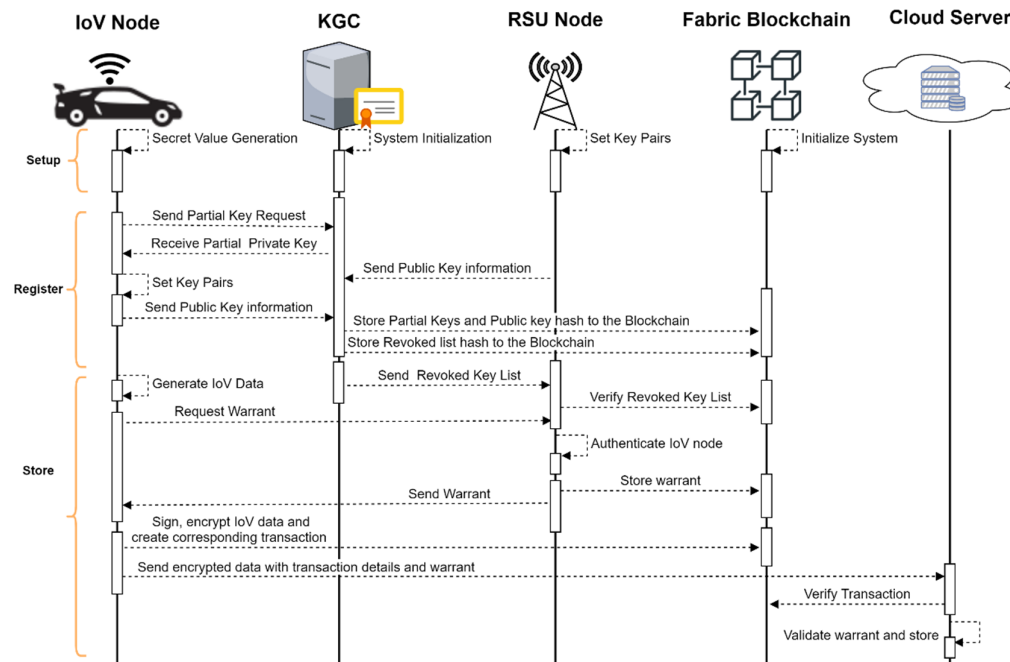 IoV Node
KGC
RSU Node
Fabric Blockchain
Cloud Server
Setup
Secret Value Generation
System Initialization
Set Key Pairs
Initialize System
Register
Send Partial Key Request
Receive Partial Private Key
Send Public Key information
Set Key Pairs
Send Public Key information
Store Partial Keys and Public key hash to the Blockchain
Store Revoked list hash to the Blockchain
Store
Send Revoked Key List
Generate IoV Data
Verify Revoked Key List
Request Warrant
Authenticate IoV node
Store warrant
Send Warrant
Sign, encrypt IoV data and
create corresponding transaction
Send encrypted data with transaction details and warrant
Verify Transaction
Validate warrant and store